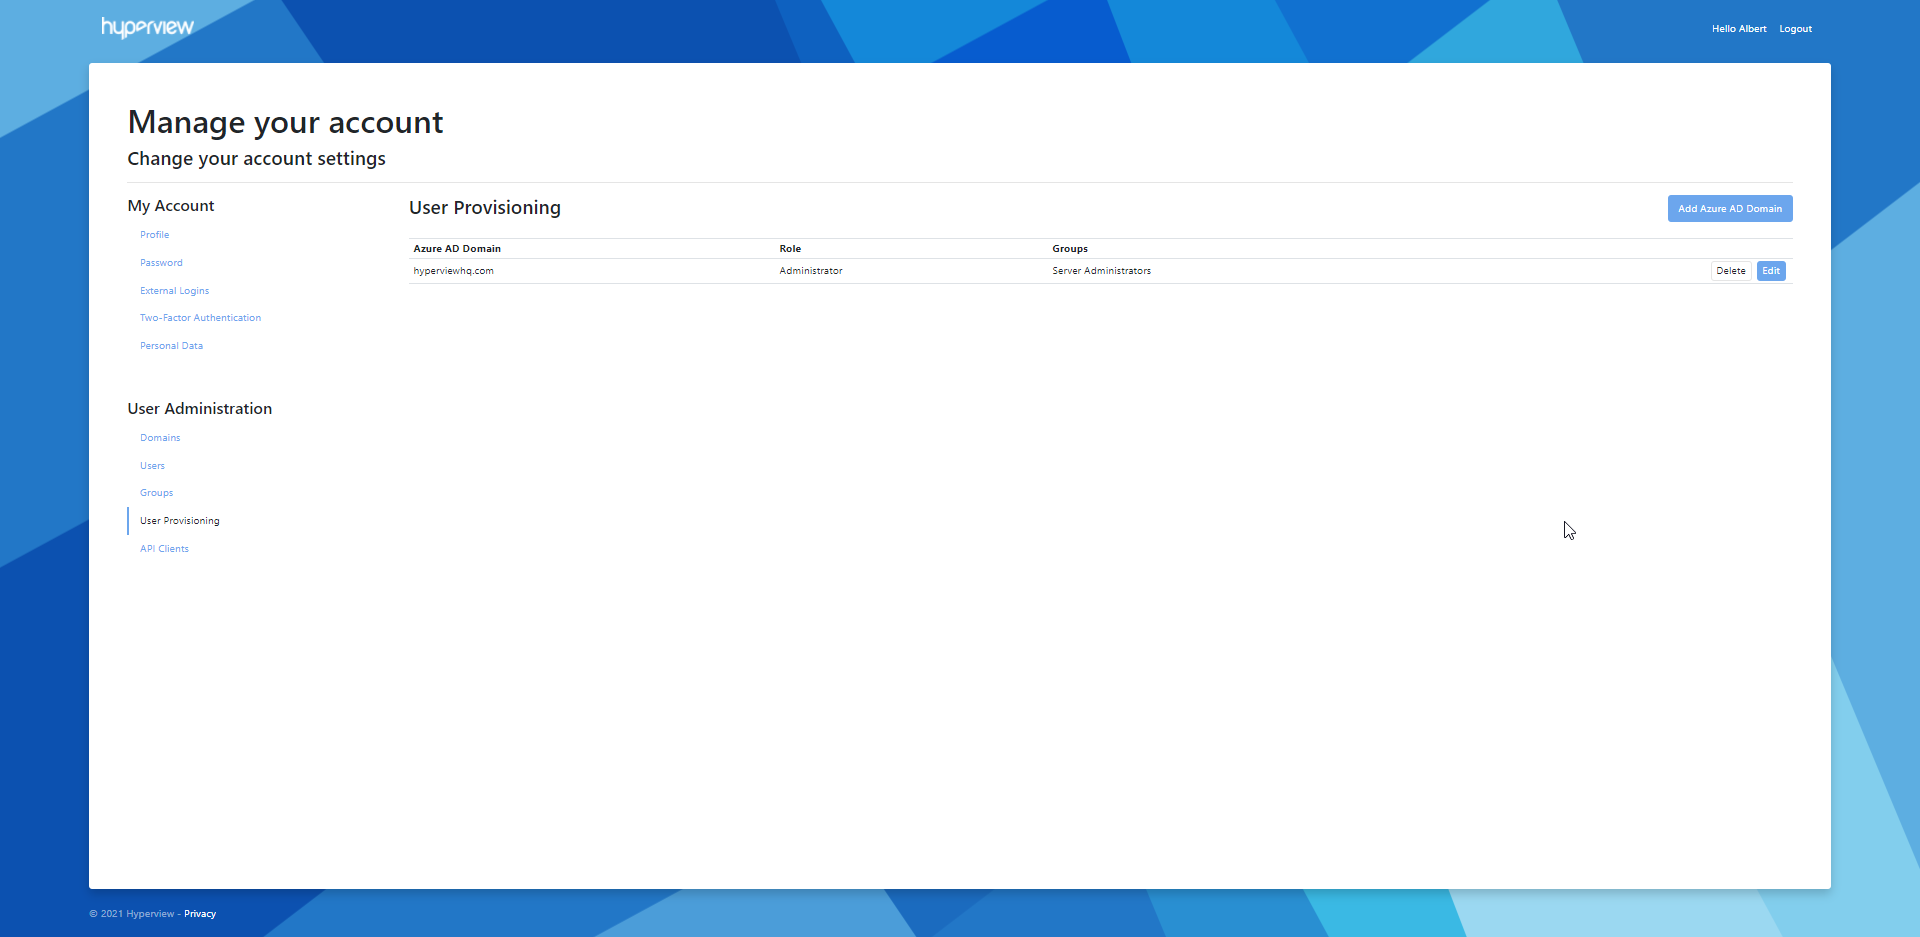 hyperview
Hello Albert Logout
Manage your account
Change your account settings
My Account
Profile
Password
External Logins
Two-Factor Authentication
Personal Data
User Administration
Domains
Users
Groups
User Provisioning
API Clients
User Provisioning
Add Azure AD Domain
Azure AD Domain Role Groups
hyperviewhq.com Administrator Server Administrators Delete Edit
© 2021 Hyperview - Privacy